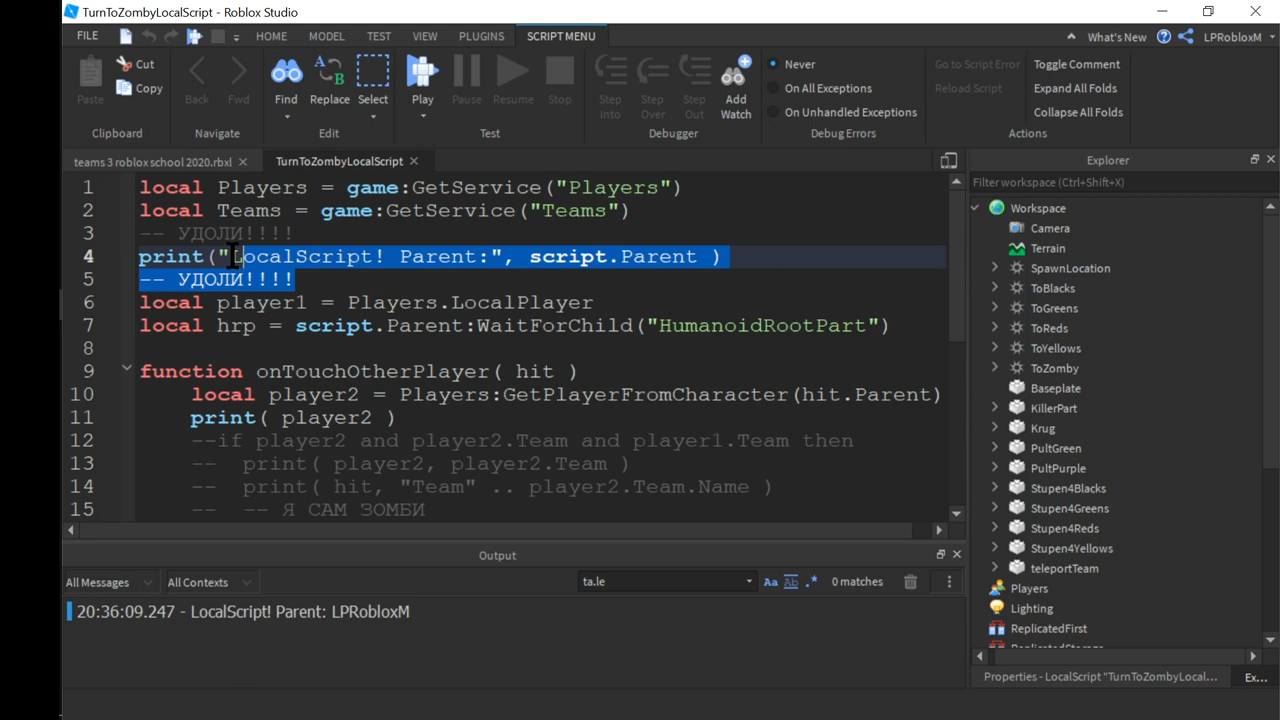 TurnToZombyLocalScript - Roblox Studio
FILE HOME MODEL TEST VIEW PLUGINS SCRIPT MENU What's New LPRobloxM
Paste Cut Copy Back Fwd Find Replace Select Play Pause Resume Stop Step Into Step Over Step Out Add Watch Never On All Exceptions On Unhandled Exceptions Go to Script Error Reload Script Toggle Comment Expand All Folds Collapse All Folds
Clipboard Navigate Edit Test Debugger Debug Errors Actions
teams 3 roblox school 2020.rbxl TurnToZombyLocalScript
1 local Players = game:GetService("Players")
2 local Teams = game:GetService("Teams")
3 -- УДОЛИ!!!!
4 print("LocalScript! Parent:", script.Parent )
5 -- УДОЛИ!!!!
6 local player1 = Players.LocalPlayer
7 local hrp = script.Parent:WaitForChild("HumanoidRootPart")
8
9 function onTouchOtherPlayer( hit )
10 local player2 = Players:GetPlayerFromCharacter(hit.Parent)
11 print( player2 )
12 --if player2 and player2.Team and player1.Team then
13 -- print( player2, player2.Team )
14 -- print( hit, "Team" .. player2.Team.Name )
15 -- -- Я САМ ЗОМБИ
Output
All Messages All Contexts ta.le Aa Ab .* 0 matches
20:36:09.247 - LocalScript! Parent: LPRobloxM
Explorer
Filter workspace (Ctrl+Shift+X)
Workspace
Camera
Terrain
SpawnLocation
ToBlacks
ToGreens
ToReds
ToYellows
ToZomby
Baseplate
KillerPart
Krug
PultGreen
PultPurple
Stupen4Blacks
Stupen4Greens
Stupen4Reds
Stupen4Yellows
teleportTeam
Players
Lighting
ReplicatedFirst
Properties - LocalScript "TurnToZombyLocal... Ex...